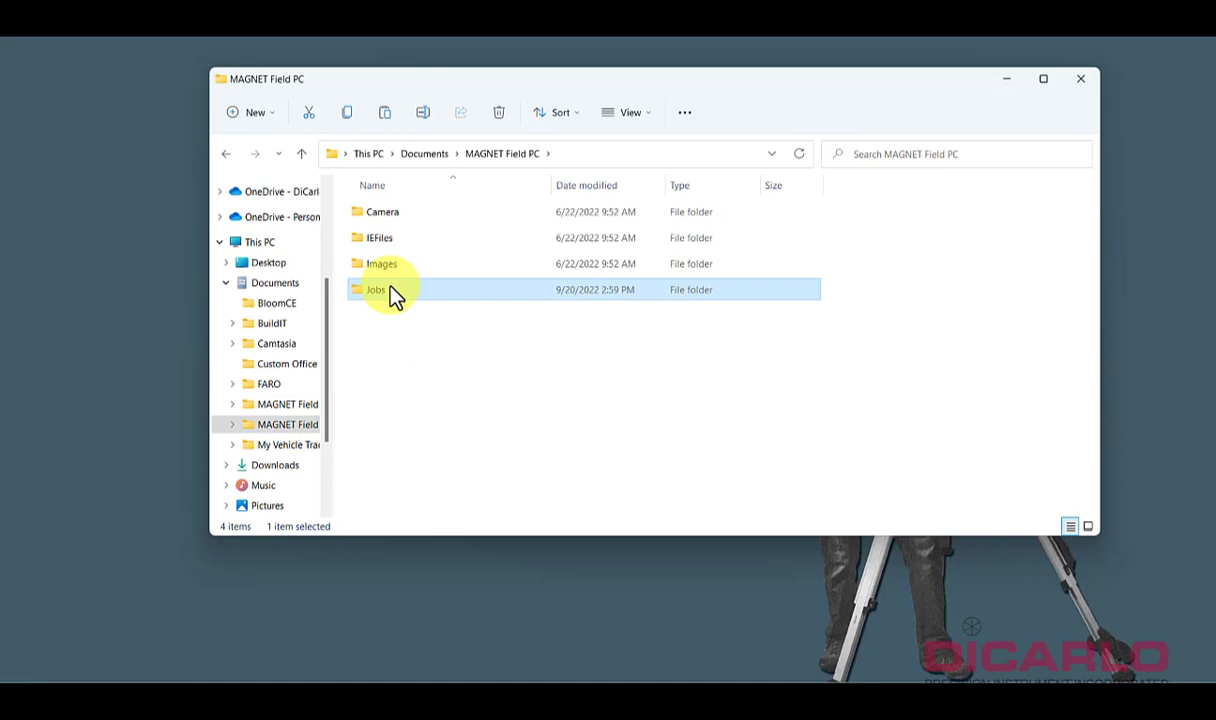 MAGNET Field PC
New
Sort
View
This PC > Documents > MAGNET Field PC >
Search MAGNET Field PC
Name Date modified Type Size
OneDrive - DiCarl
OneDrive - Person
This PC
Desktop
Documents
BloomCE
BuildIT
Camtasia
Custom Office
FARO
MAGNET Field
MAGNET Field
My Vehicle Tra
Downloads
Music
Pictures
Camera 6/22/2022 9:52 AM File folder
IEFiles 6/22/2022 9:52 AM File folder
Images 6/22/2022 9:52 AM File folder
Jobs 9/20/2022 2:59 PM File folder
4 items 1 item selected
DICARLO
PRECISION INSTRUMENT INCORPORATED